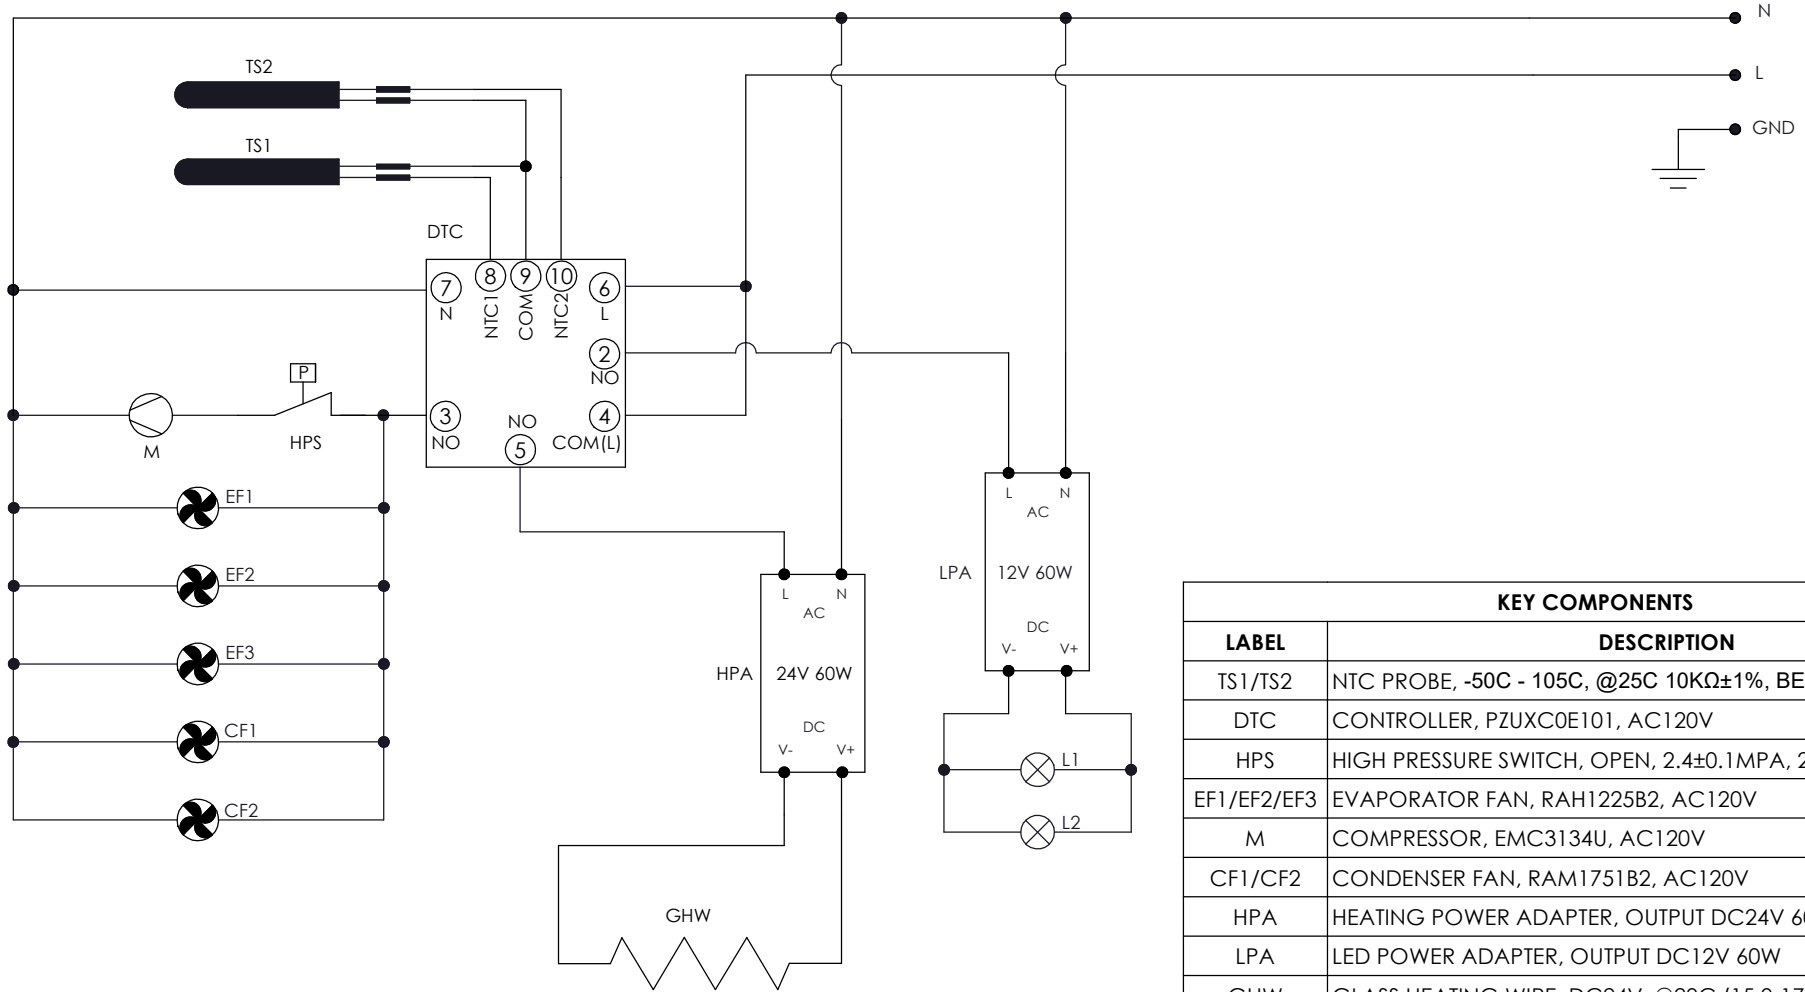 N
L
GND
TS2
TS1
DTC
7
N
8
NTC1
9
COM
10
NTC2
6
L
2
NO
4
COM(L)
3
NO
NO
5
P
HPS
M
EF1
EF2
EF3
CF1
CF2
L
N
AC
HPA
24V 60W
DC
V-
V+
GHW
L
N
AC
LPA
12V 60W
DC
V-
V+
L1
L2
KEY COMPONENTS
LABEL DESCRIPTION
TS1/TS2 NTC PROBE, -50C - 105C, @25C 10KΩ±1%, BE
DTC CONTROLLER, PZUXC0E101, AC120V
HPS HIGH PRESSURE SWITCH, OPEN, 2.4±0.1MPA, 2
EF1/EF2/EF3 EVAPORATOR FAN, RAH1225B2, AC120V
M COMPRESSOR, EMC3134U, AC120V
CF1/CF2 CONDENSER FAN, RAM1751B2, AC120V
HPA HEATING POWER ADAPTER, OUTPUT DC24V 6
LPA LED POWER ADAPTER, OUTPUT DC12V 60W
GHW GLASS HEATING WIRE, DC24V,